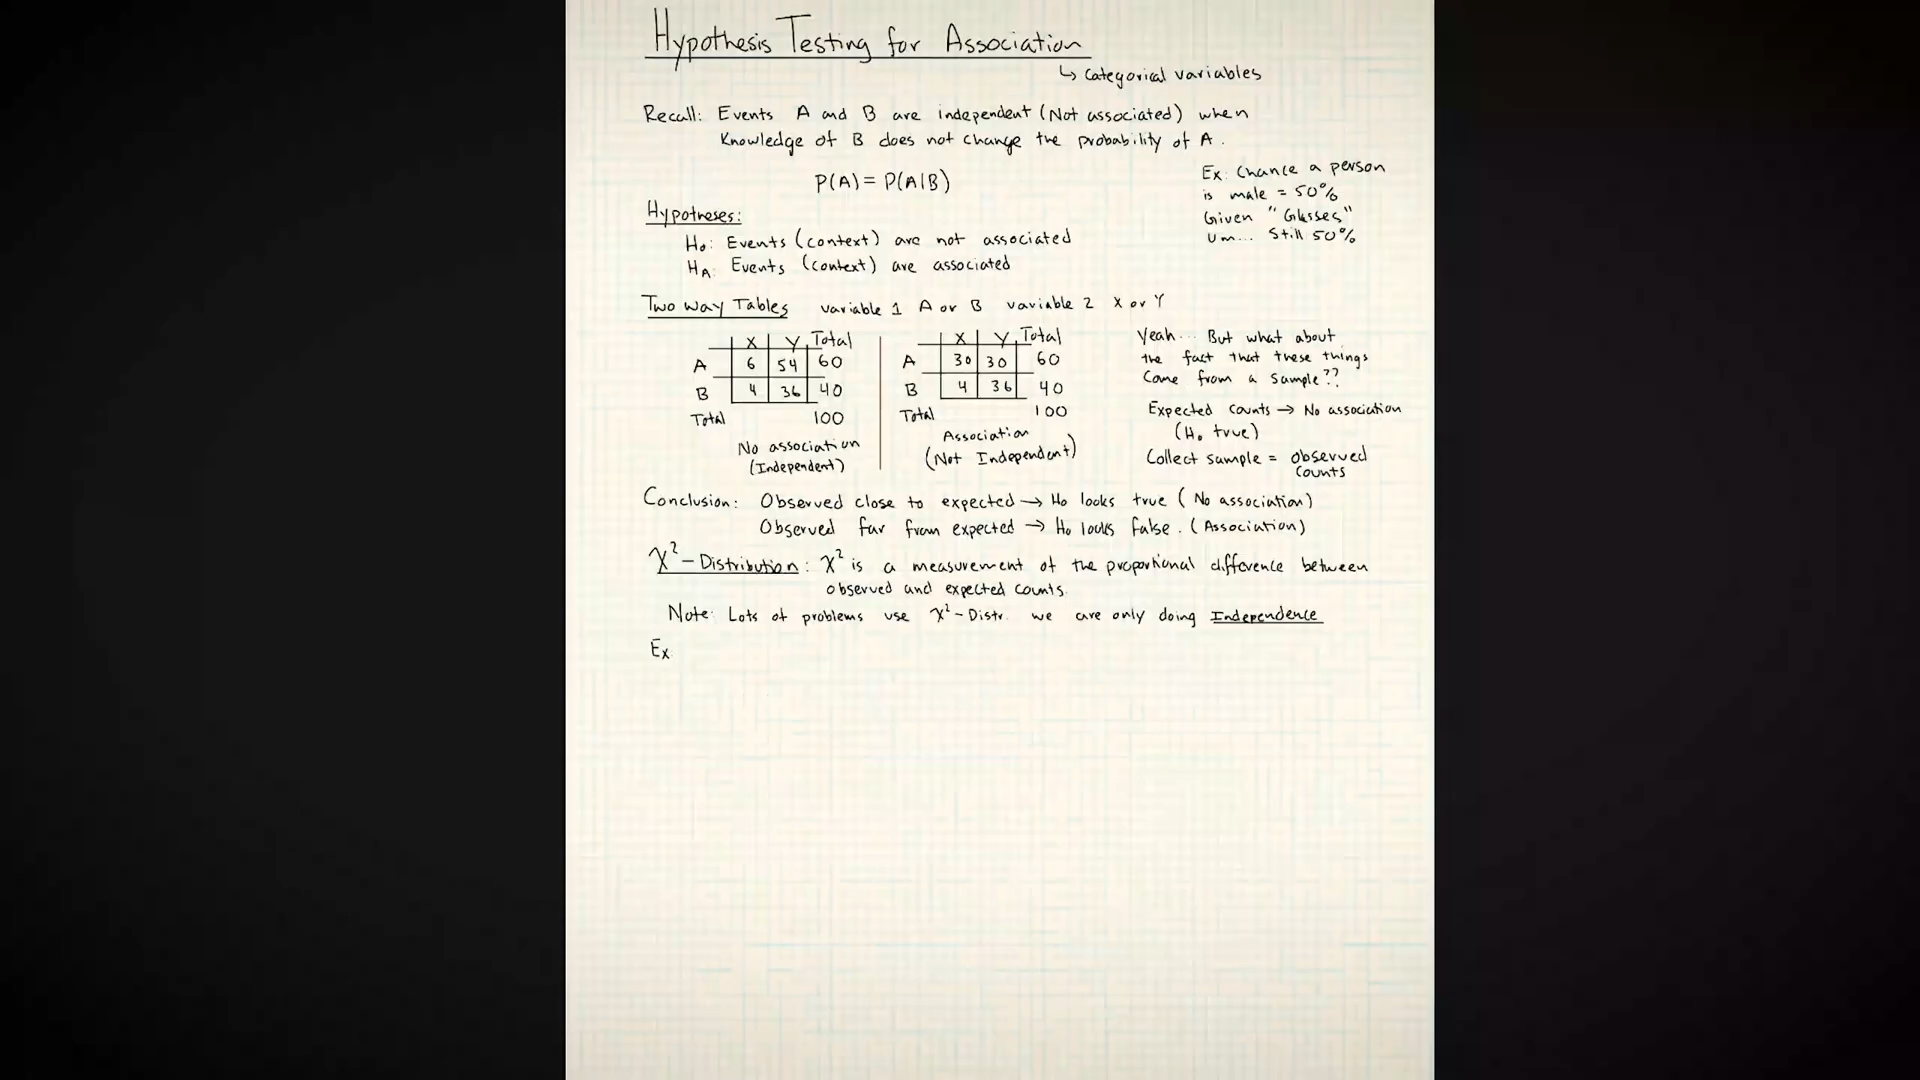 Hypothesis Testing for Association
↳ Categorical variables
Recall: Events A and B are independent (Not associated) when
Knowledge of B does not change the probability of A.
P(A) = P(A|B)
Ex: Chance a person
is male = 50%
Given "Glasses"
Um... Still 50%
Hypotheses:
H₀: Events (context) are not associated
H_A: Events (context) are associated
Two way Tables variable 1 A or B variable 2 X or Y
X Y Total
A 6 54 60
B 4 36 40
Total 100
No association
(Independent)
X Y Total
A 30 30 60
B 4 36 40
Total 100
Association
(Not Independent)
Yeah... But what about
the fact that these things
Come from a sample??
Expected Counts → No association
(H₀ true)
Collect sample = observed
counts
Conclusion: Observed close to expected → H₀ looks true (No association)
Observed far from expected → H₀ looks false. (Association)
χ² - Distribution: χ² is a measurement of the proportional difference between
observed and expected counts.
Note: Lots of problems use χ² - Distr. we are only doing Independence
Ex